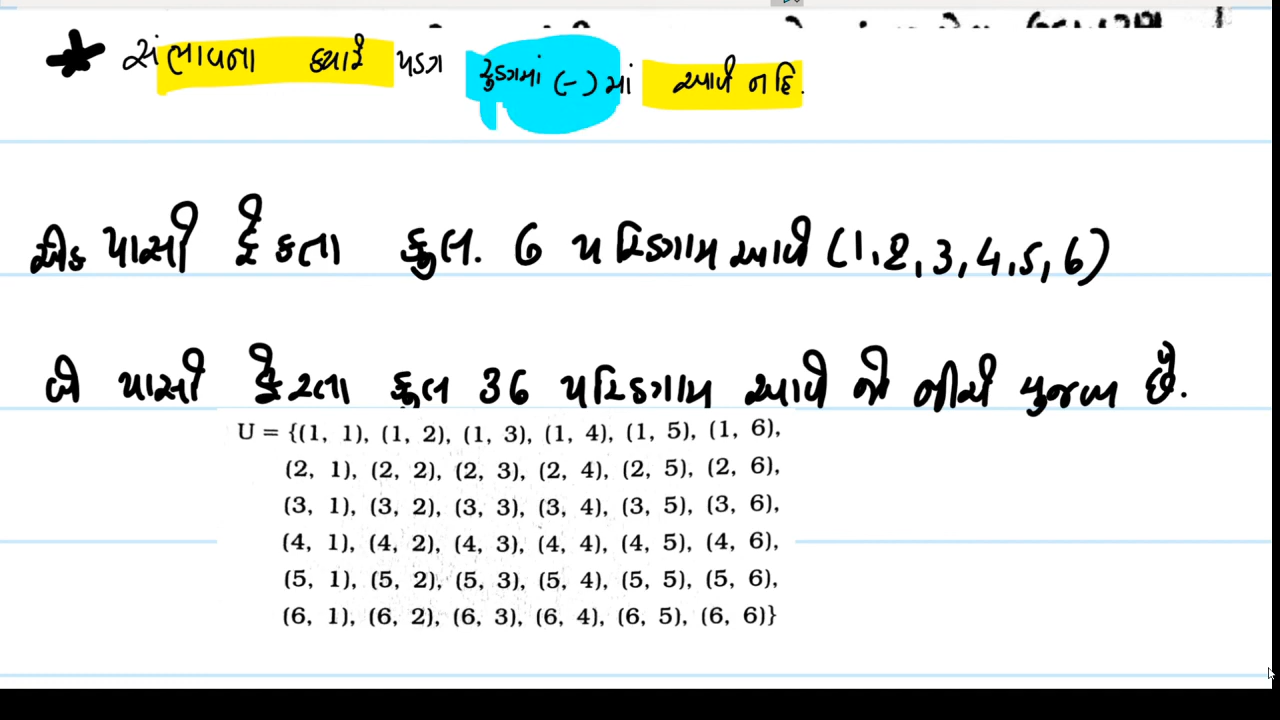 સંભાવના ક્યારે પણ ઋણમાં (-) માં આવે નહિ.
એક પાસો ફેંકતા કુલ. 6 પરિણામ આવે (1, 2, 3, 4, 5, 6)
બે પાસો ફેંકતા કુલ 36 પરિણામ આવે જે નીચે મુજબ છે.
U = {(1, 1), (1, 2), (1, 3), (1, 4), (1, 5), (1, 6),
(2, 1), (2, 2), (2, 3), (2, 4), (2, 5), (2, 6),
(3, 1), (3, 2), (3, 3), (3, 4), (3, 5), (3, 6),
(4, 1), (4, 2), (4, 3), (4, 4), (4, 5), (4, 6),
(5, 1), (5, 2), (5, 3), (5, 4), (5, 5), (5, 6),
(6, 1), (6, 2), (6, 3), (6, 4), (6, 5), (6, 6)}